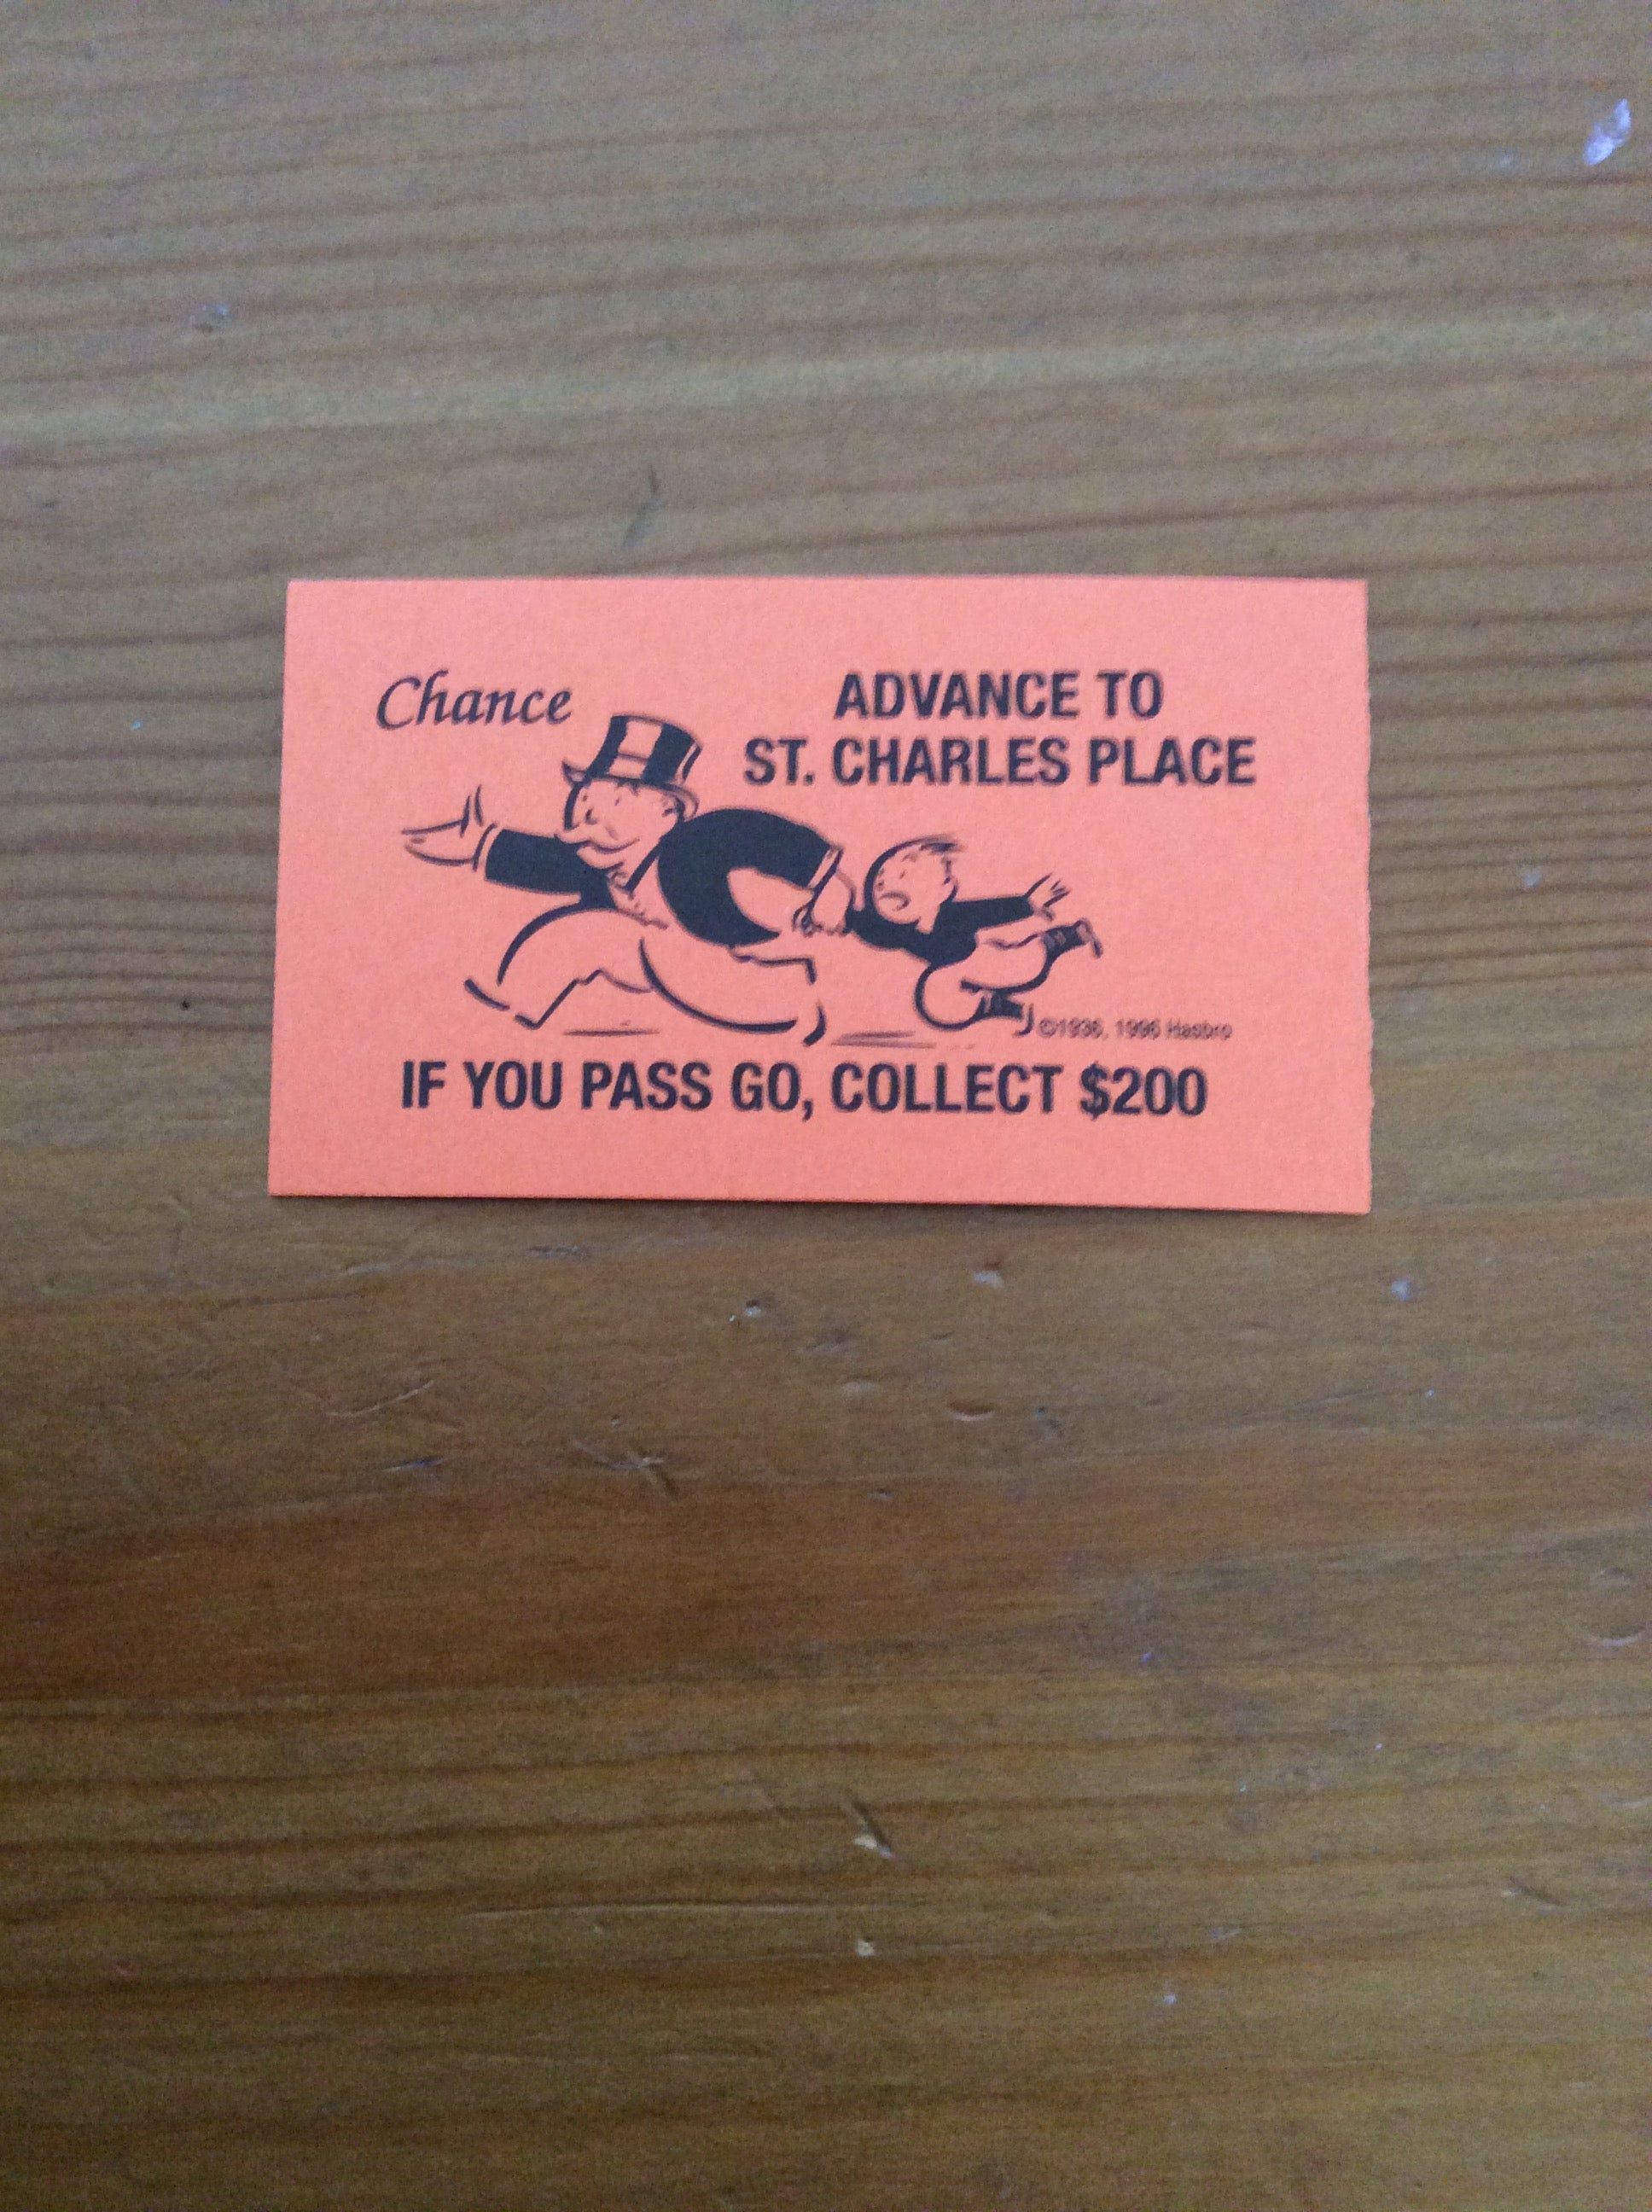 Chance
ADVANCE TO
ST. CHARLES PLACE
©1936, 1996 Hasbro
IF YOU PASS GO, COLLECT $200